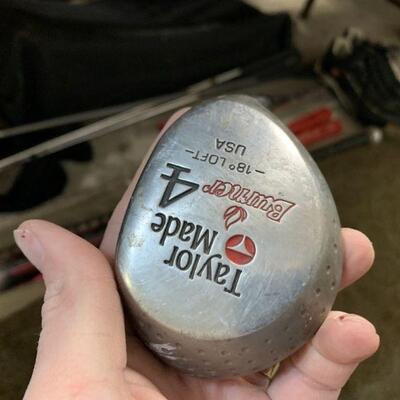 Taylor
Made
Burner
4
-18° LOFT-
USA